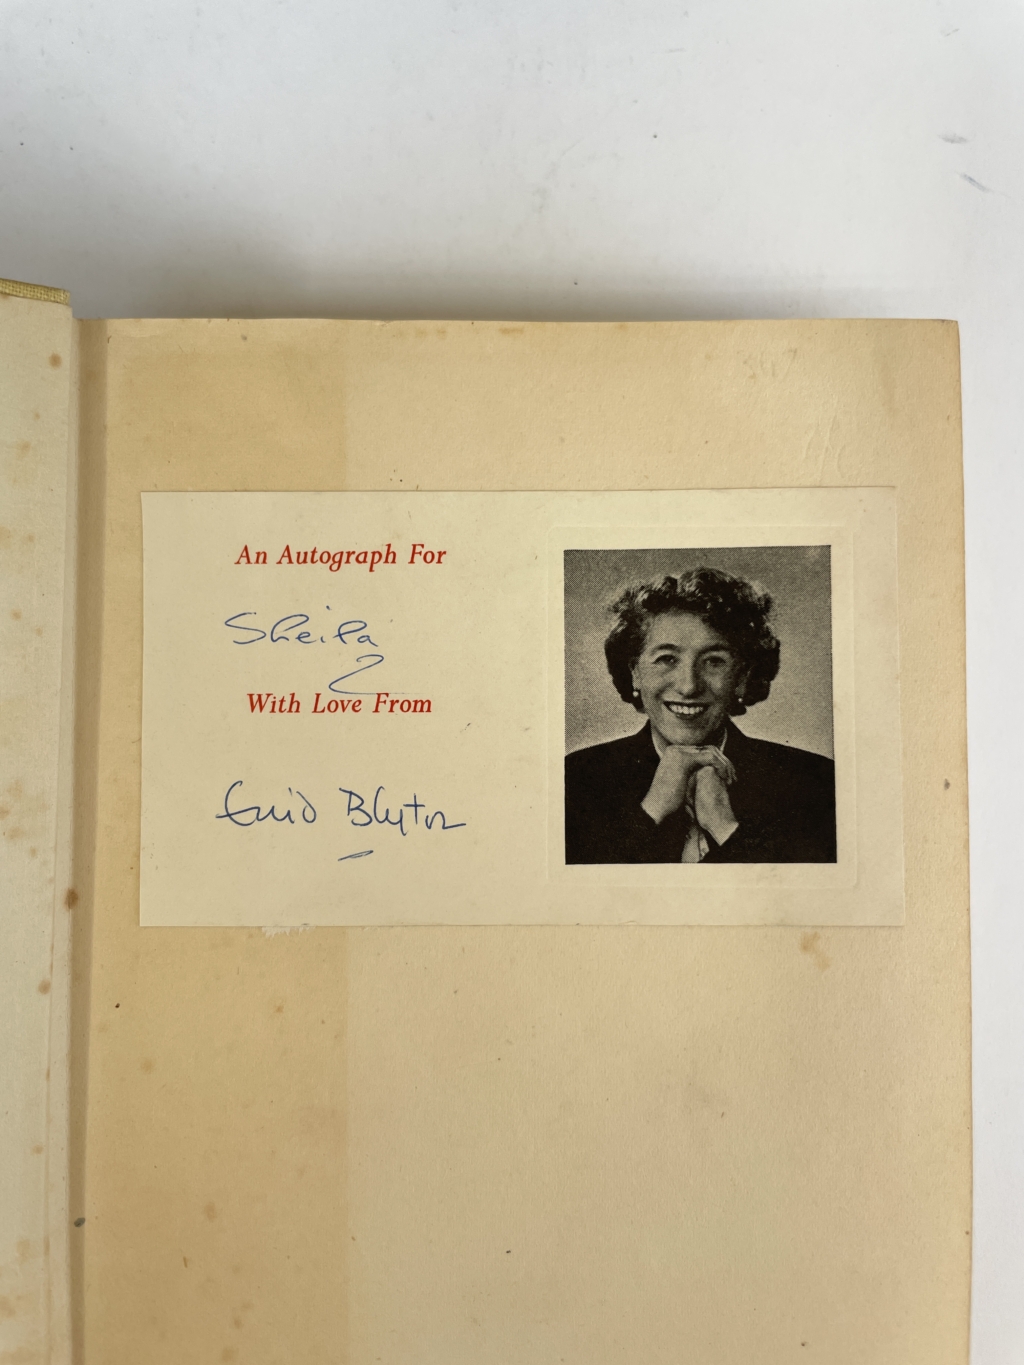 An Autograph For
Sheila
With Love From
Enid Blyton